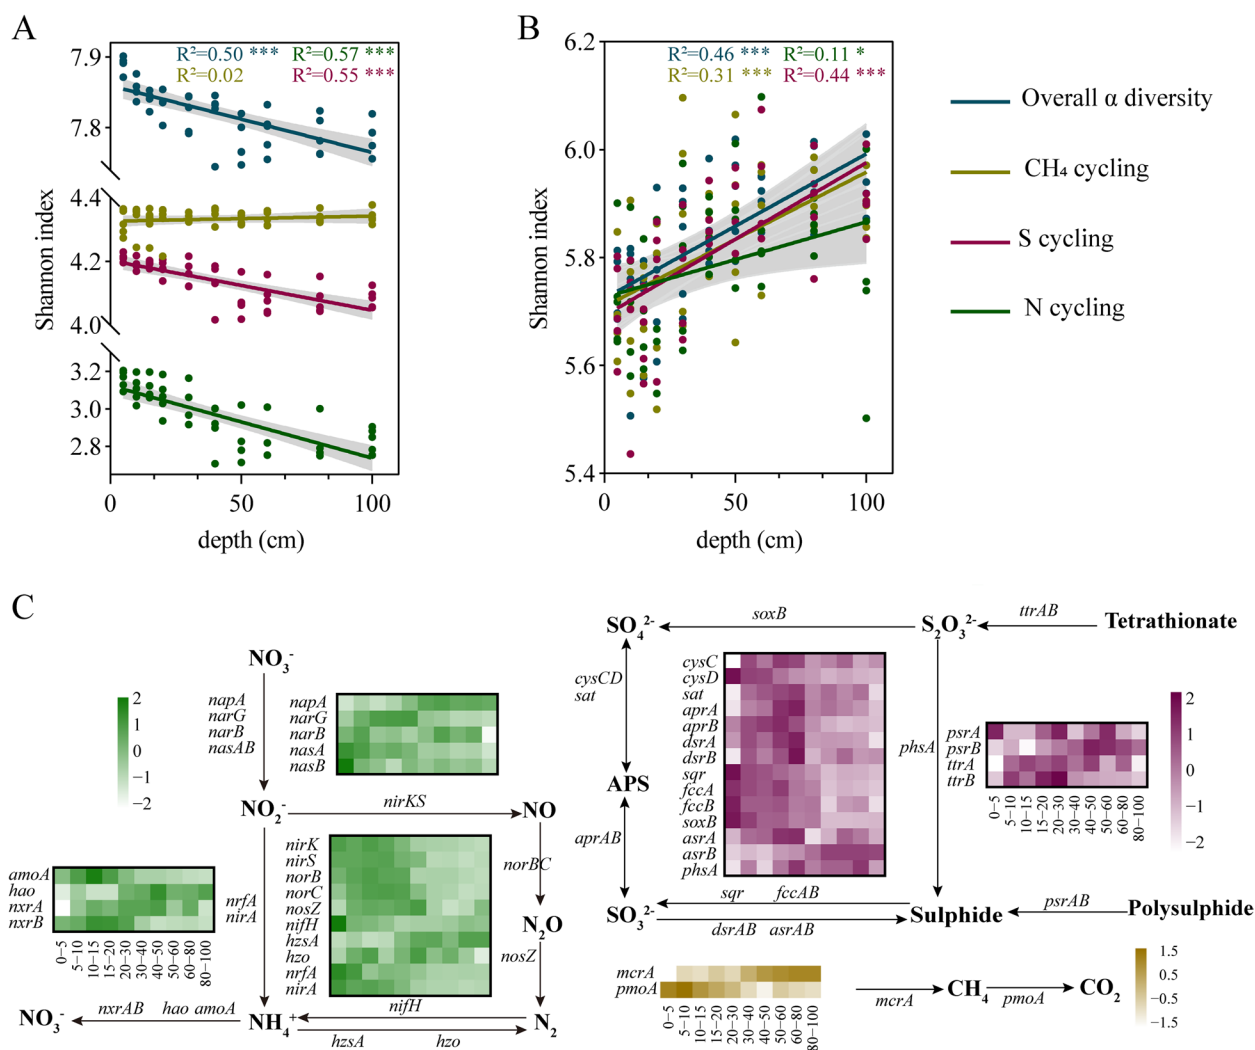 A
R²=0.50 *** R²=0.57 ***
R²=0.02 R²=0.55 ***
7.9
7.8
4.4
4.2
4.0
3.2
3.0
2.8
Shannon index
0 50 100
depth (cm)
B
R²=0.46 *** R²=0.11 *
R²=0.31 *** R²=0.44 ***
6.2
6.0
5.8
5.6
5.4
Shannon index
0 50 100
depth (cm)
Overall α diversity
CH₄ cycling
S cycling
N cycling
C
NO₃⁻
napA
narG
narB
nasAB
2
1
0
−1
−2
napA
narG
narB
nasA
nasB
NO₂⁻ nirKS NO
nirK
nirS
norB
norC
nosZ
nifH
hzsA
hzo
nrfA
nirA
norBC
N₂O
nosZ
amoA
hao
nxrA
nxrB
0−5
5−10
10−15
15−20
20−30
30−40
40−50
50−60
60−80
80−100
nrfA
nirA
NO₃⁻ nxrAB hao amoA NH₄⁺ nifH N₂
hzsA hzo
SO₄²⁻ soxB S₂O₃²⁻ ttrAB Tetrathionate
cysCD
sat
APS
aprAB
cysC
cysD
sat
aprA
aprB
dsrA
dsrB
sqr
fccA
fccB
soxB
asrA
asrB
phsA
phsA
psrA
psrB
ttrA
ttrB
0−5
5−10
10−15
15−20
20−30
30−40
40−50
50−60
60−80
80−100
2
1
0
−1
−2
sqr fccAB
SO₃²⁻ Sulphide psrAB Polysulphide
dsrAB asrAB
mcrA
pmoA
0−5
5−10
10−15
15−20
20−30
30−40
40−50
50−60
60−80
80−100
mcrA CH₄ pmoA CO₂
1.5
0.5
-0.5
-1.5